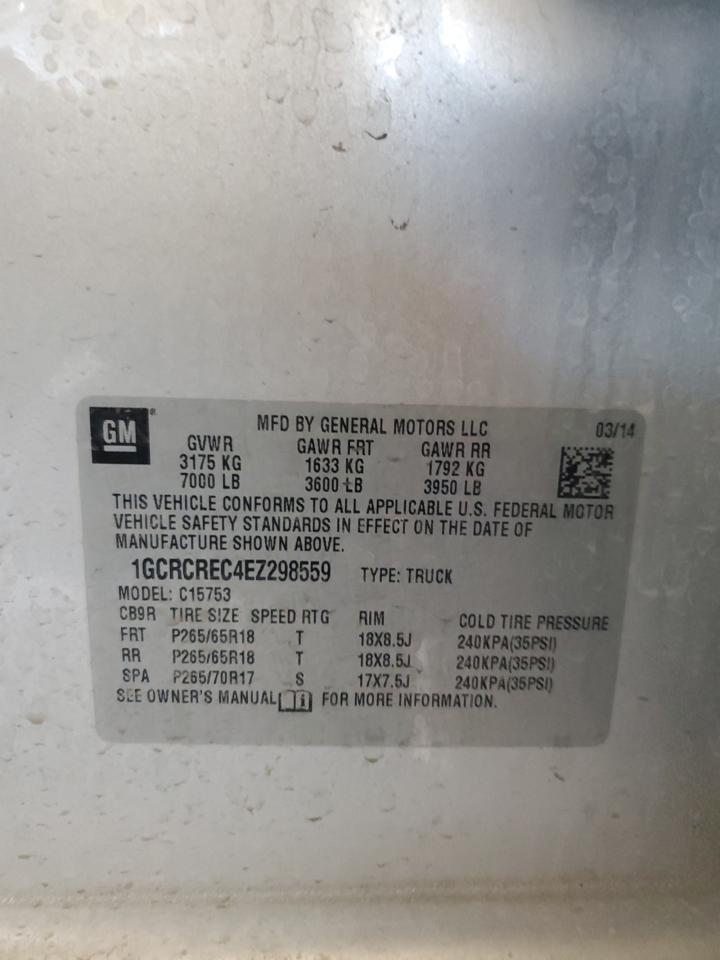 GM®
MFD BY GENERAL MOTORS LLC 03/14
GVWR GAWR FRT GAWR RR
3175 KG 1633 KG 1792 KG
7000 LB 3600 LB 3950 LB
THIS VEHICLE CONFORMS TO ALL APPLICABLE U.S. FEDERAL MOTOR
VEHICLE SAFETY STANDARDS IN EFFECT ON THE DATE OF
MANUFACTURE SHOWN ABOVE.
1GCRCREC4EZ298559 TYPE: TRUCK
MODEL: C15753
CB9R TIRE SIZE SPEED RTG RIM COLD TIRE PRESSURE
FRT P265/65R18 T 18X8.5J 240KPA(35PSI)
RR P265/65R18 T 18X8.5J 240KPA(35PSI)
SPA P265/70R17 S 17X7.5J 240KPA(35PSI)
SEE OWNER'S MANUAL i FOR MORE INFORMATION.